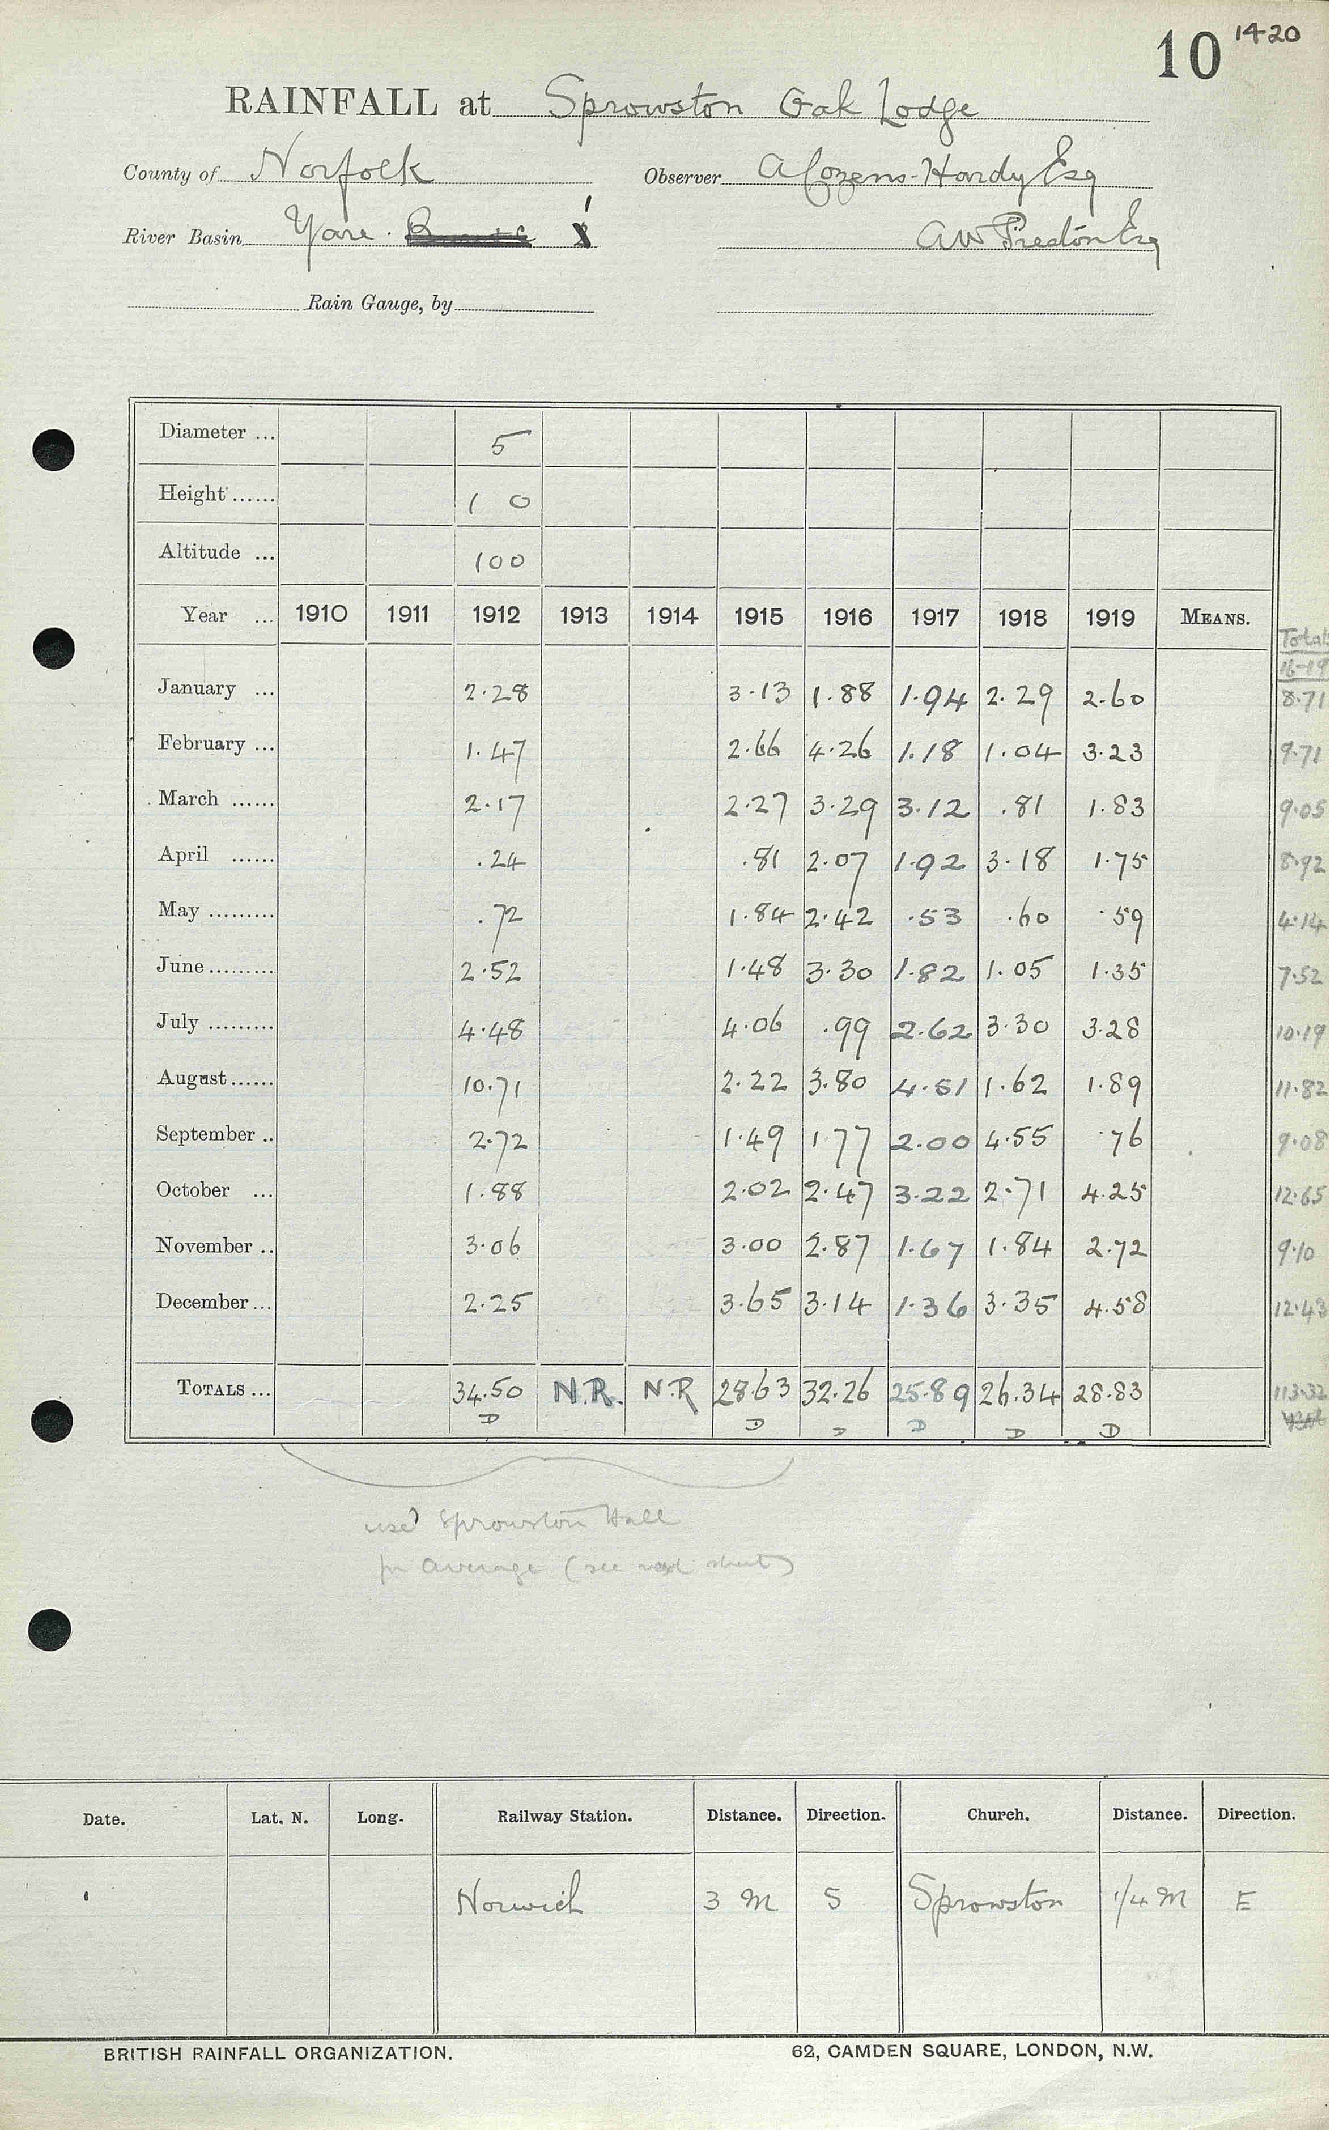 10 1420
RAINFALL at Sprowston Oak Lodge
County of Norfolk Observer A Cozens-Hardy Esq
River Basin Yare. X A W Preston Esq
Rain Gauge, by
Diameter ... 5
Height ...... 1 0
Altitude ... 100
Year ... 1910 1911 1912 1913 1914 1915 1916 1917 1918 1919 MEANS.
Total
16-19
January ... 2.28 3.13 1.88 1.94 2.29 2.60 8.71
February ... 1.47 2.66 4.26 1.18 1.04 3.23 9.71
March ...... 2.17 2.27 3.29 3.12 .81 1.83 9.05
April ...... .24 .81 2.07 1.92 3.18 1.75 8.92
May ......... .72 1.84 2.42 .53 .60 .59 4.14
June ......... 2.52 1.48 3.30 1.82 1.05 1.35 7.52
July ......... 4.48 4.06 .99 2.62 3.30 3.28 10.19
August ...... 10.71 2.22 3.80 4.51 1.62 1.89 11.82
September .. 2.72 1.49 1.77 2.00 4.55 .76 9.08
October ... 1.88 2.02 2.47 3.22 2.71 4.25 12.65
November .. 3.06 3.00 2.87 1.67 1.84 2.72 9.10
December ... 2.25 3.65 3.14 1.36 3.35 4.58 12.43
TOTALS ... 34.50 N.R. N.R 28.63 32.26 25.89 26.34 28.83 113.32
D D D D D D
use Sprowston Hall
for average (see next sheet)
Date. Lat. N. Long. Railway Station. Distance. Direction. Church. Distance. Direction.
Norwich 3 M S Sprowston 1/4 M E
BRITISH RAINFALL ORGANIZATION. 62, CAMDEN SQUARE, LONDON, N.W.